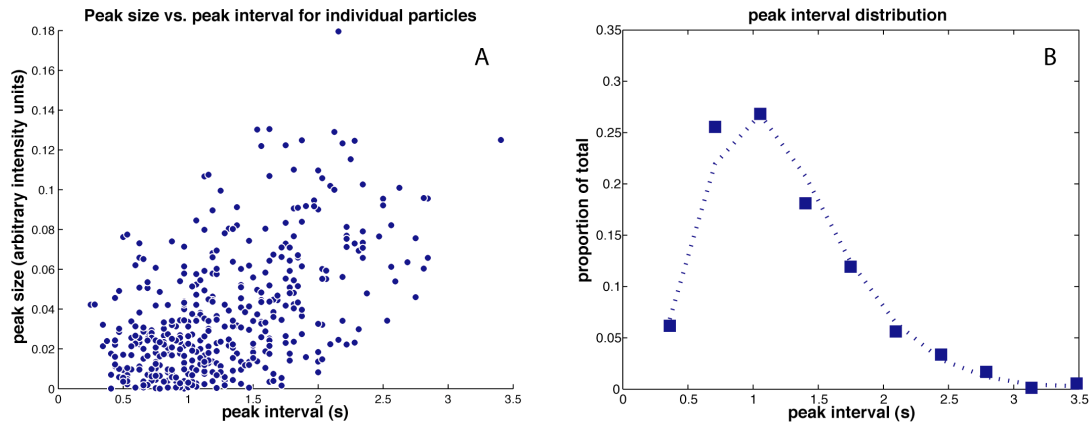 Peak size vs. peak interval for individual particles
A
peak size (arbitrary intensity units)
0.18
0.16
0.14
0.12
0.1
0.08
0.06
0.04
0.02
0
0 0.5 1 1.5 2 2.5 3 3.5
peak interval (s)
peak interval distribution
B
proportion of total
0.35
0.3
0.25
0.2
0.15
0.1
0.05
0
0 0.5 1 1.5 2 2.5 3 3.5
peak interval (s)